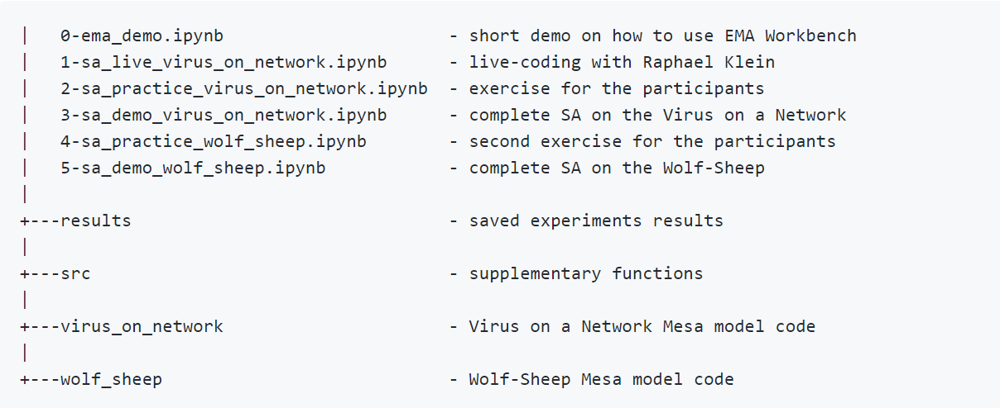 |   0-ema_demo.ipynb                      - short demo on how to use EMA Workbench
|   1-sa_live_virus_on_network.ipynb      - live-coding with Raphael Klein
|   2-sa_practice_virus_on_network.ipynb  - exercise for the participants
|   3-sa_demo_virus_on_network.ipynb      - complete SA on the Virus on a Network
|   4-sa_practice_wolf_sheep.ipynb        - second exercise for the participants
|   5-sa_demo_wolf_sheep.ipynb            - complete SA on the Wolf-Sheep
|
+---results                               - saved experiments results
|
+---src                                   - supplementary functions
|
+---virus_on_network                      - Virus on a Network Mesa model code
|
+---wolf_sheep                            - Wolf-Sheep Mesa model code